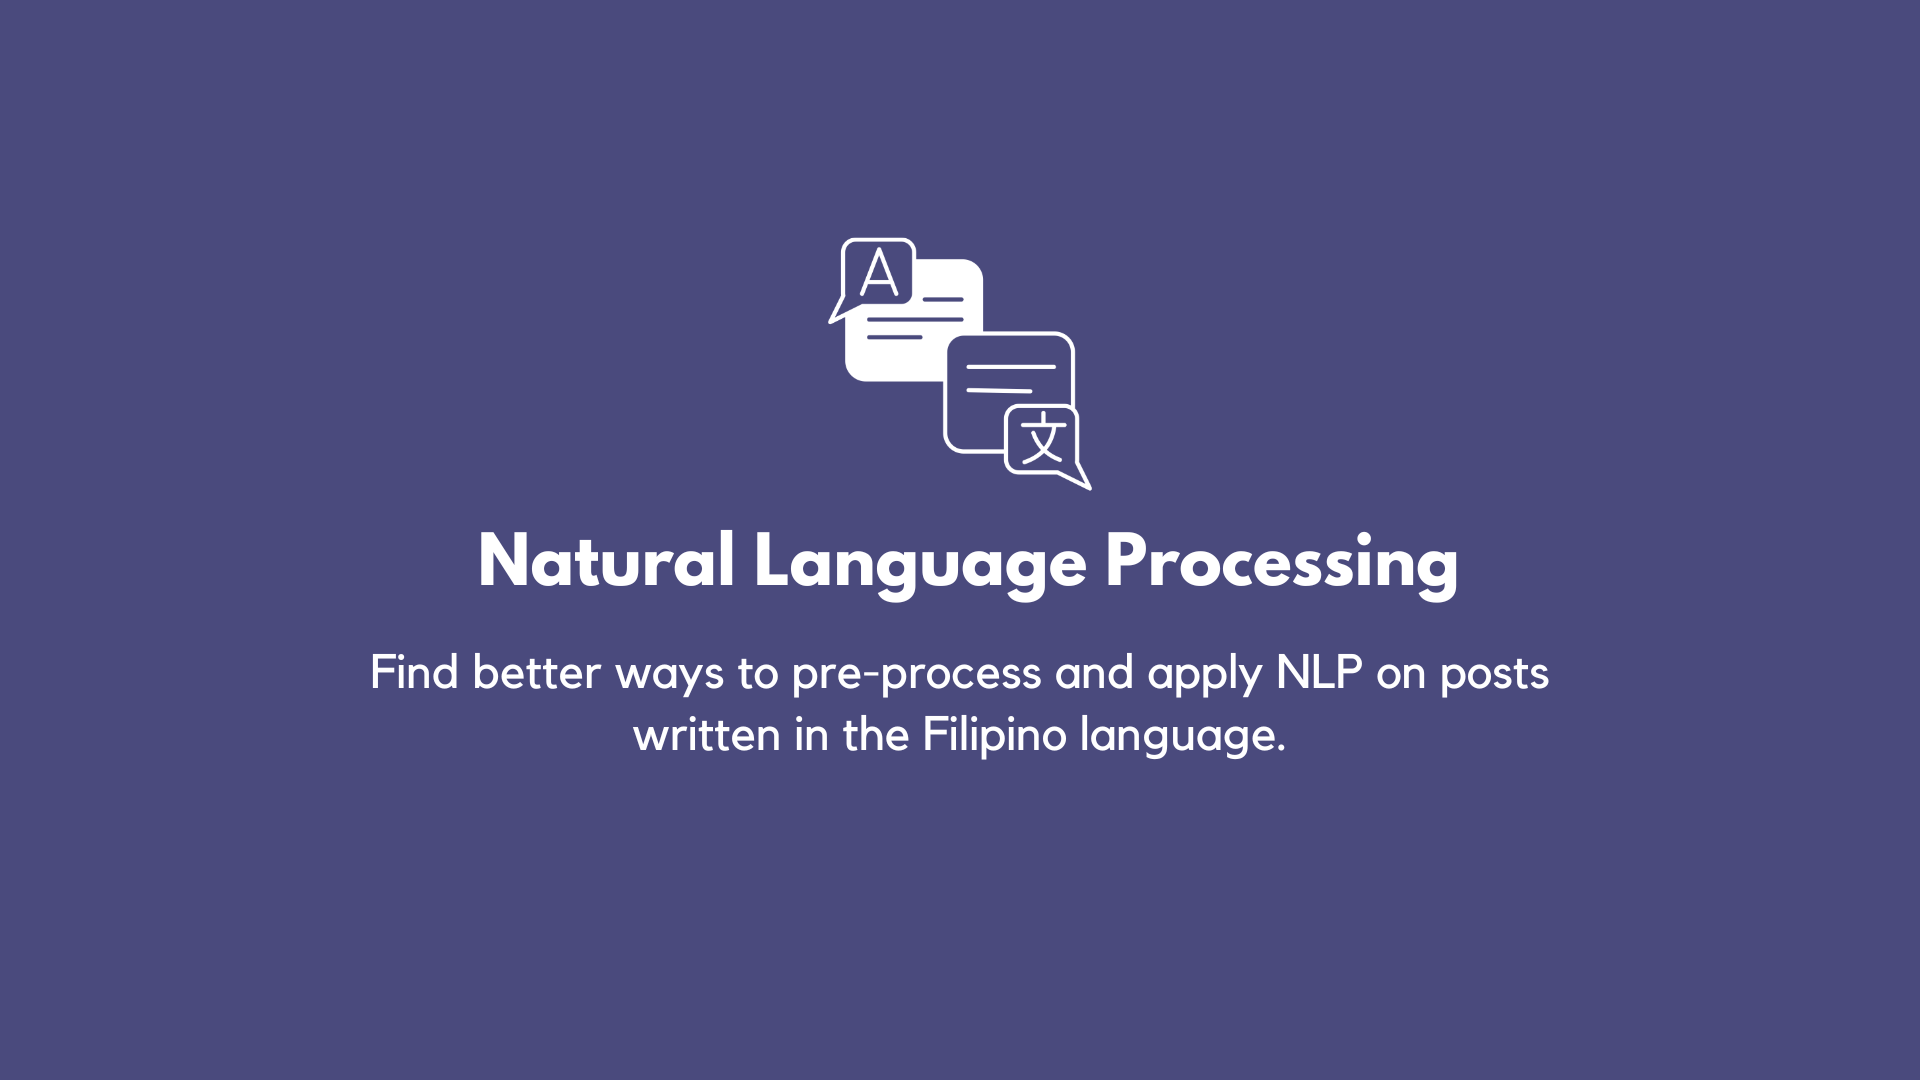 A
文
Natural Language Processing
Find better ways to pre-process and apply NLP on posts
written in the Filipino language.